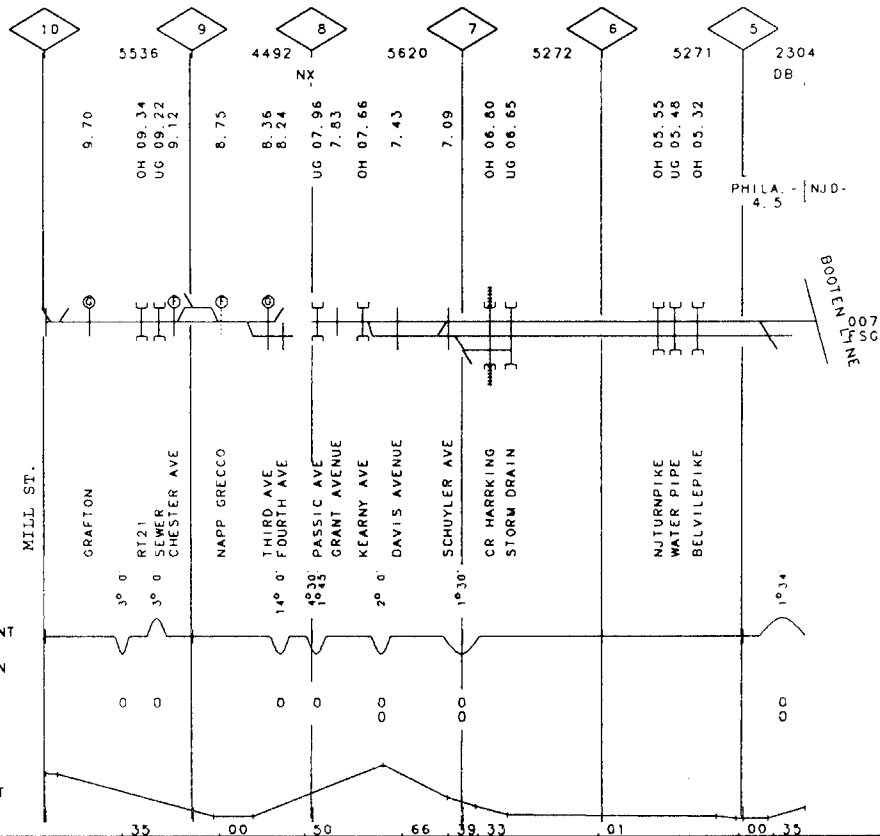 10 9 8 7 6 5
5536 4492 5620 5272 5271 2304
NX DB
9.70
OH 09.34
UG 09.22
9.12
8.75
8.36
8.24
UG 07.96
7.83
OH 07.66
7.43
7.09
OH 06.80
UG 06.65
OH 05.55
UG 05.48
OH 05.32
PHILA. - NJD-
4.5
G F F G
BOOTEN LINE
007
FSG
MILL ST.
GRAFTON
RT21
SEWER
CHESTER AVE
NAPP GRECCO
THIRD AVE
FOURTH AVE
PASSIC AVE
GRANT AVENUE
KEARNY AVE
DAVIS AVENUE
SCHUYLER AVE
CR HARRKING
STORM DRAIN
NJTURNPIKE
WATER PIPE
BELVILEPIKE
3° 0'
3° 0'
14° 0'
4°30'
1°45'
2° 0'
1°30'
1°34'
NT
N
0 0 0 0 0 0 0
0 0 0
T
.35 .00 .50 .66 .39 .33 .01 .00 .35